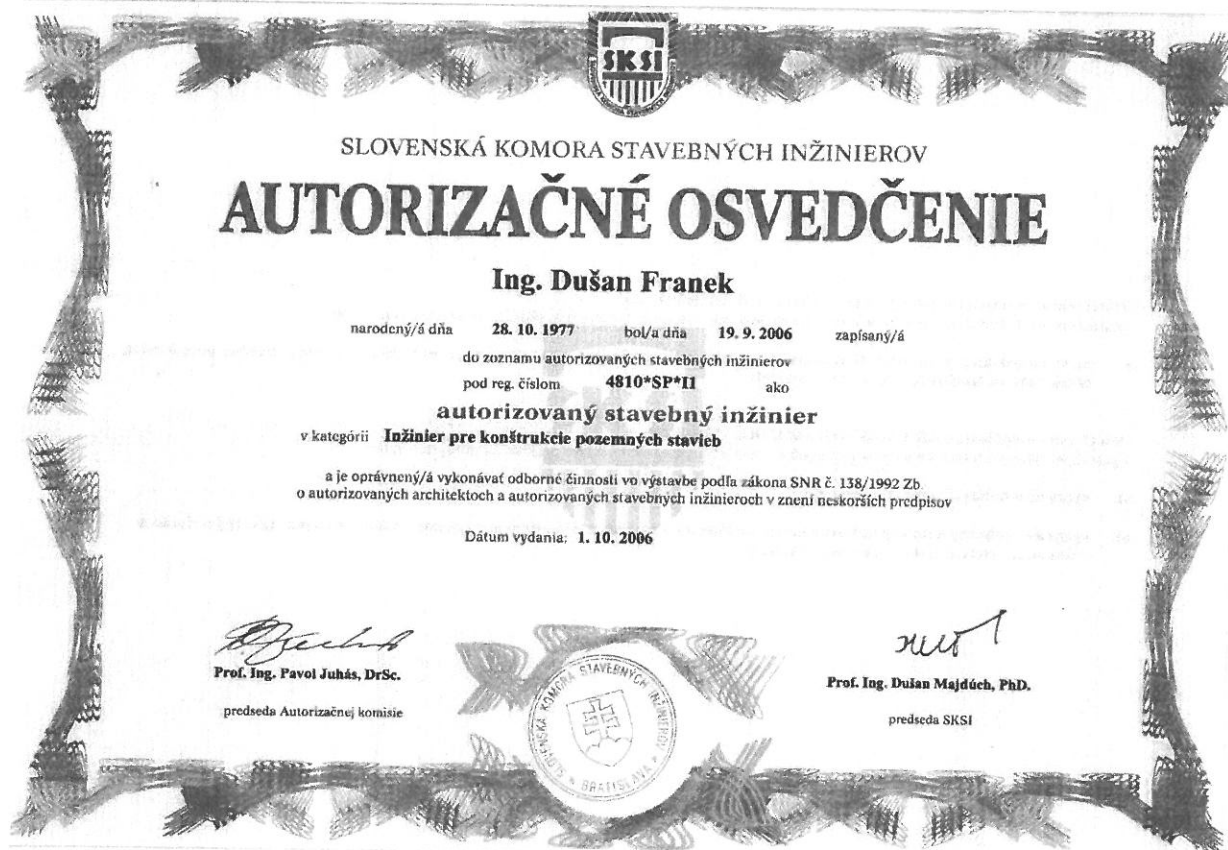 SKSI
SLOVENSKÁ KOMORA STAVEBNÝCH INŽINIEROV
AUTORIZAČNÉ OSVEDČENIE
Ing. Dušan Franek
narodený/á dňa 28. 10. 1977 bol/a dňa 19. 9. 2006 zapísaný/á
do zoznamu autorizovaných stavebných inžinierov
pod reg. číslom 4810*SP*I1 ako
autorizovaný stavebný inžinier
v kategórii Inžinier pre konštrukcie pozemných stavieb
a je oprávnený/á vykonávať odborné činnosti vo výstavbe podľa zákona SNR č. 138/1992 Zb.
o autorizovaných architektoch a autorizovaných stavebných inžinieroch v znení neskorších predpisov
Dátum vydania: 1. 10. 2006
Prof. Ing. Pavol Juhás, DrSc.
predseda Autorizačnej komisie
SLOVENSKÁ KOMORA STAVEBNÝCH INŽINIEROV
BRATISLAVA
Prof. Ing. Dušan Majdúch, PhD.
predseda SKSI